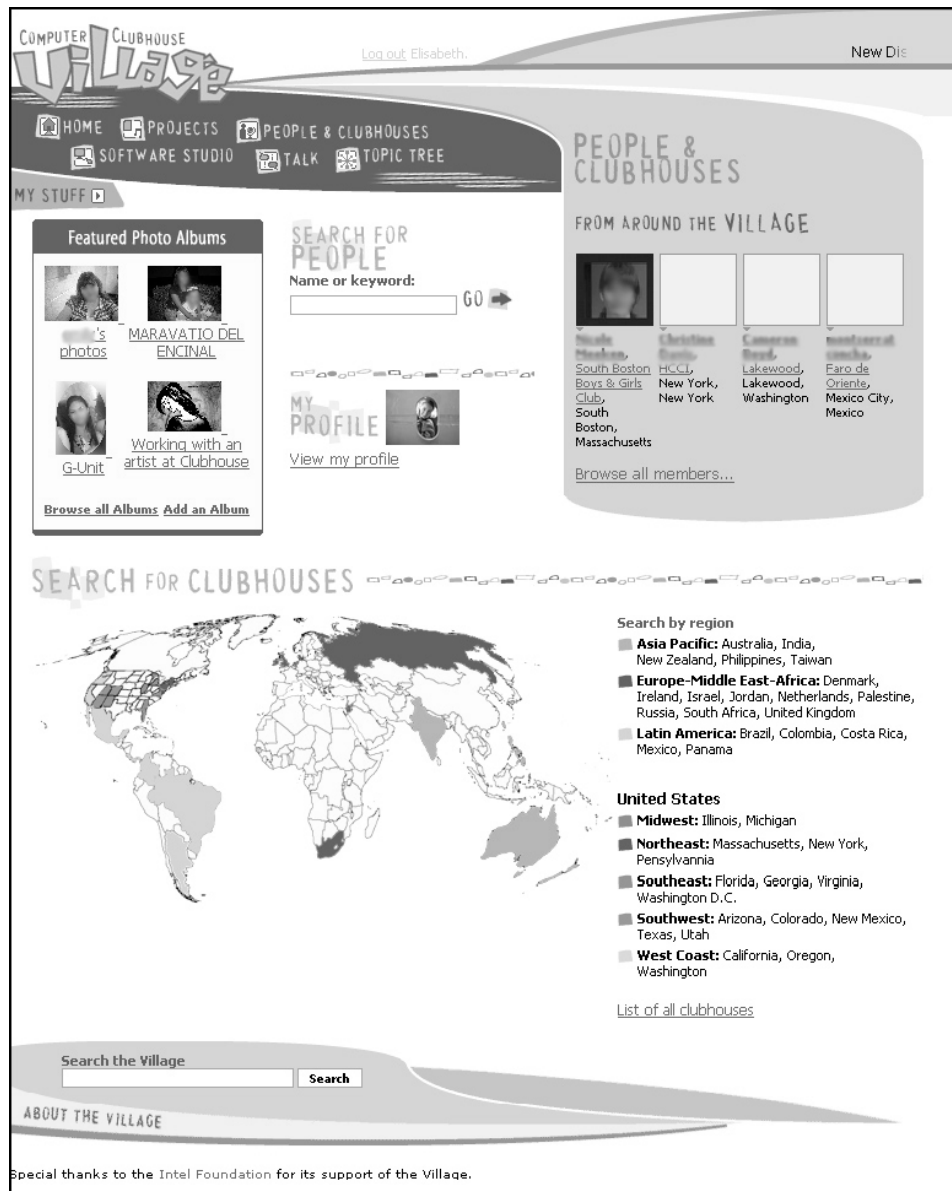 COMPUTER CLUBHOUSE
Village
Log out Elisabeth.
New Dis
HOME PROJECTS PEOPLE & CLUBHOUSES
SOFTWARE STUDIO TALK TOPIC TREE
MY STUFF
Featured Photo Albums
's
photos
MARAVATIO DEL
ENCINAL
G-Unit
Working with an
artist at Clubhouse
Browse all Albums Add an Album
SEARCH FOR
PEOPLE
Name or keyword:
GO
MY
PROFILE
View my profile
PEOPLE &
CLUBHOUSES
FROM AROUND THE VILLAGE
South Boston
Boys & Girls
Club,
South
Boston,
Massachusetts
HCCI,
New York,
New York
Lakewood,
Lakewood,
Washington
Faro de
Oriente,
Mexico City,
Mexico
Browse all members...
SEARCH FOR CLUBHOUSES
Search by region
Asia Pacific: Australia, India,
New Zealand, Philippines, Taiwan
Europe-Middle East-Africa: Denmark,
Ireland, Israel, Jordan, Netherlands, Palestine,
Russia, South Africa, United Kingdom
Latin America: Brazil, Colombia, Costa Rica,
Mexico, Panama
United States
Midwest: Illinois, Michigan
Northeast: Massachusetts, New York,
Pensylvannia
Southeast: Florida, Georgia, Virginia,
Washington D.C.
Southwest: Arizona, Colorado, New Mexico,
Texas, Utah
West Coast: California, Oregon,
Washington
List of all clubhouses
Search the Village
Search
ABOUT THE VILLAGE
Special thanks to the Intel Foundation for its support of the Village.